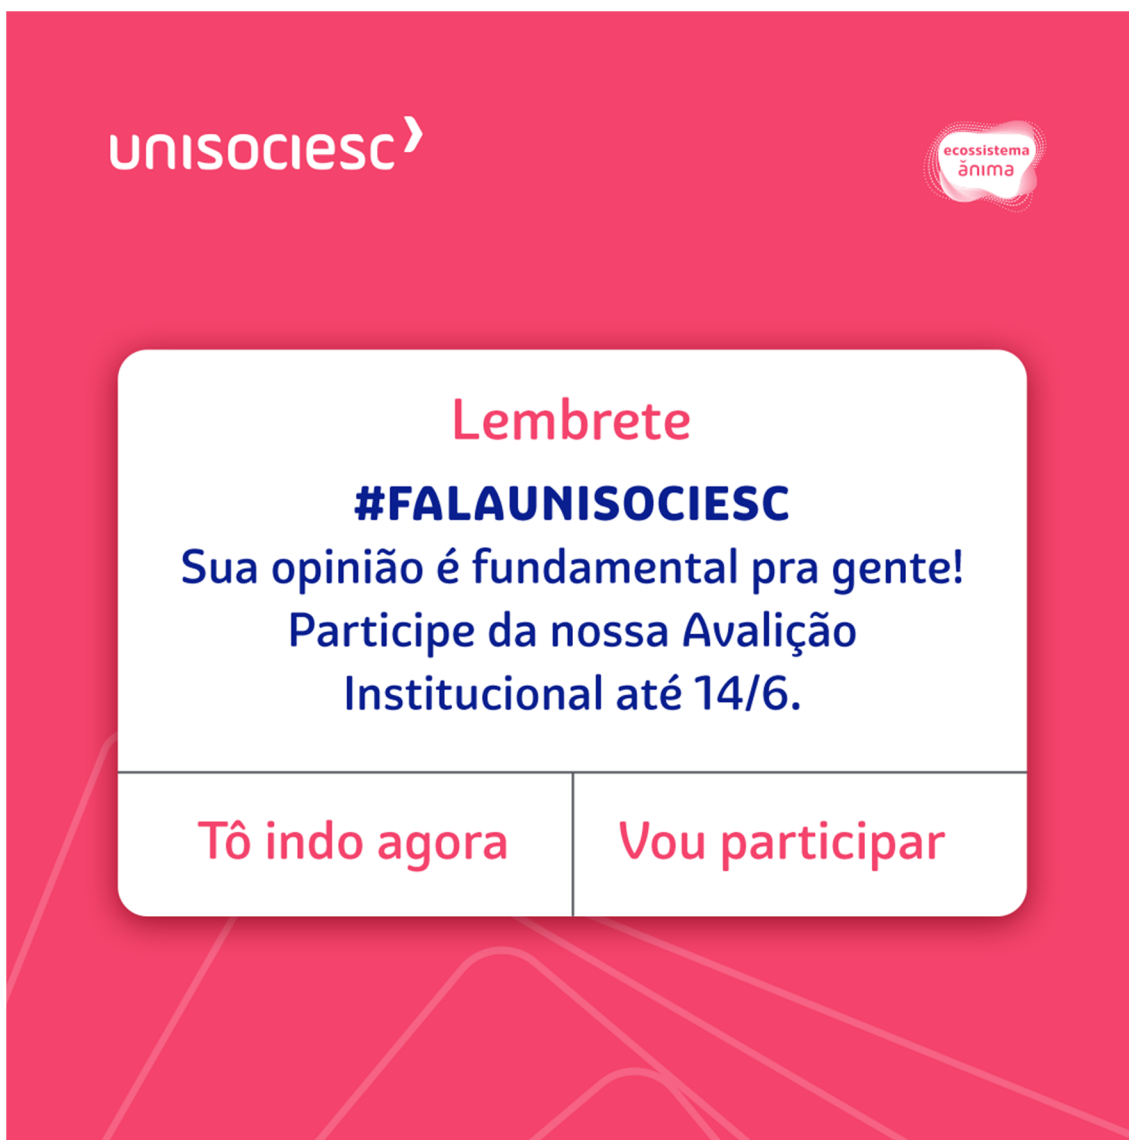 unisociesc
ecossistema
ănima
Lembrete
#FALAUNISOCIESC
Sua opinião é fundamental pra gente!
Participe da nossa Avalição
Institucional até 14/6.
Tô indo agora
Vou participar